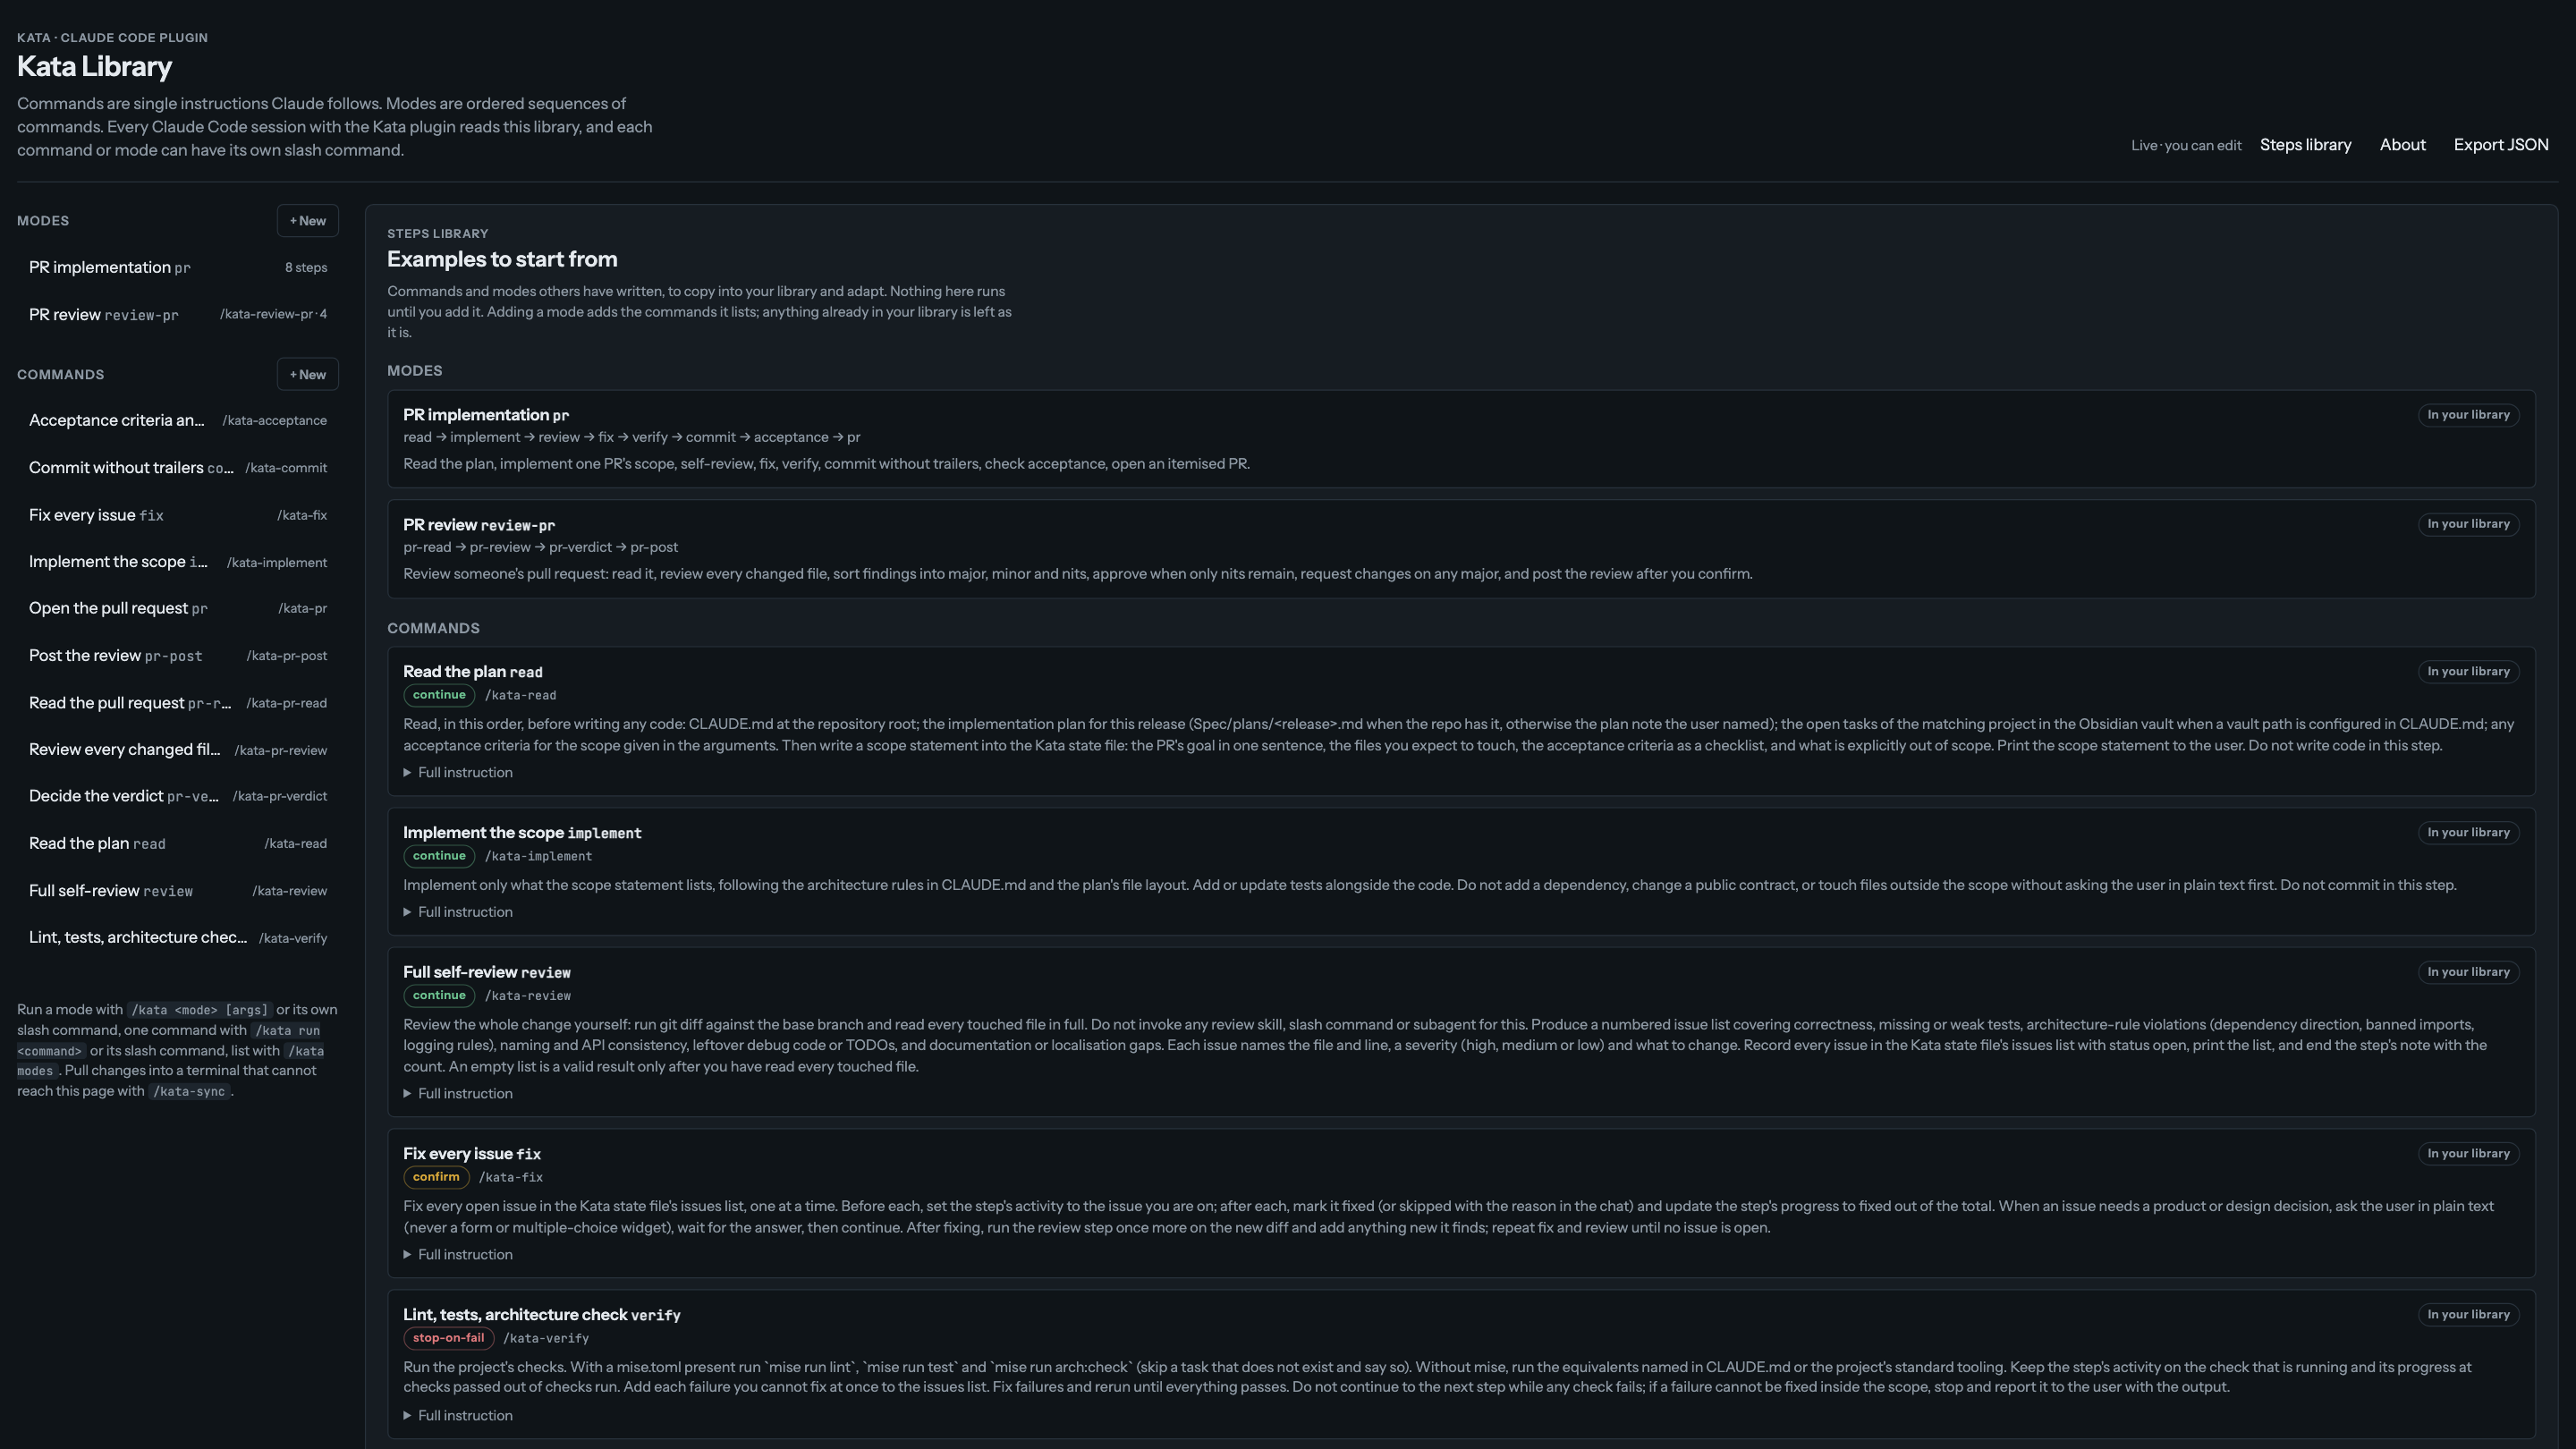 KATA · CLAUDE CODE PLUGIN
Kata Library
Commands are single instructions Claude follows. Modes are ordered sequences of
commands. Every Claude Code session with the Kata plugin reads this library, and each
command or mode can have its own slash command.
Live · you can edit
Steps library
About
Export JSON
MODES
+ New
PR implementation pr
8 steps
PR review review-pr
/kata-review-pr · 4
COMMANDS
+ New
Acceptance criteria an...
/kata-acceptance
Commit without trailers co...
/kata-commit
Fix every issue fix
/kata-fix
Implement the scope i...
/kata-implement
Open the pull request pr
/kata-pr
Post the review pr-post
/kata-pr-post
Read the pull request pr-r...
/kata-pr-read
Review every changed fil...
/kata-pr-review
Decide the verdict pr-ve...
/kata-pr-verdict
Read the plan read
/kata-read
Full self-review review
/kata-review
Lint, tests, architecture chec...
/kata-verify
Run a mode with /kata <mode> [args] or its own
slash command, one command with /kata run
<command> or its slash command, list with /kata
modes . Pull changes into a terminal that cannot
reach this page with /kata-sync .
STEPS LIBRARY
Examples to start from
Commands and modes others have written, to copy into your library and adapt. Nothing here runs
until you add it. Adding a mode adds the commands it lists; anything already in your library is left as
it is.
MODES
PR implementation pr
In your library
read → implement → review → fix → verify → commit → acceptance → pr
Read the plan, implement one PR's scope, self-review, fix, verify, commit without trailers, check acceptance, open an itemised PR.
PR review review-pr
In your library
pr-read → pr-review → pr-verdict → pr-post
Review someone's pull request: read it, review every changed file, sort findings into major, minor and nits, approve when only nits remain, request changes on any major, and post the review after you confirm.
COMMANDS
Read the plan read
In your library
continue /kata-read
Read, in this order, before writing any code: CLAUDE.md at the repository root; the implementation plan for this release (Spec/plans/<release>.md when the repo has it, otherwise the plan note the user named); the open tasks of the matching project in the Obsidian vault when a vault path is configured in CLAUDE.md; any
acceptance criteria for the scope given in the arguments. Then write a scope statement into the Kata state file: the PR's goal in one sentence, the files you expect to touch, the acceptance criteria as a checklist, and what is explicitly out of scope. Print the scope statement to the user. Do not write code in this step.
▶ Full instruction
Implement the scope implement
In your library
continue /kata-implement
Implement only what the scope statement lists, following the architecture rules in CLAUDE.md and the plan's file layout. Add or update tests alongside the code. Do not add a dependency, change a public contract, or touch files outside the scope without asking the user in plain text first. Do not commit in this step.
▶ Full instruction
Full self-review review
In your library
continue /kata-review
Review the whole change yourself: run git diff against the base branch and read every touched file in full. Do not invoke any review skill, slash command or subagent for this. Produce a numbered issue list covering correctness, missing or weak tests, architecture-rule violations (dependency direction, banned imports,
logging rules), naming and API consistency, leftover debug code or TODOs, and documentation or localisation gaps. Each issue names the file and line, a severity (high, medium or low) and what to change. Record every issue in the Kata state file's issues list with status open, print the list, and end the step's note with the
count. An empty list is a valid result only after you have read every touched file.
▶ Full instruction
Fix every issue fix
In your library
confirm /kata-fix
Fix every open issue in the Kata state file's issues list, one at a time. Before each, set the step's activity to the issue you are on; after each, mark it fixed (or skipped with the reason in the chat) and update the step's progress to fixed out of the total. When an issue needs a product or design decision, ask the user in plain text
(never a form or multiple-choice widget), wait for the answer, then continue. After fixing, run the review step once more on the new diff and add anything new it finds; repeat fix and review until no issue is open.
▶ Full instruction
Lint, tests, architecture check verify
In your library
stop-on-fail /kata-verify
Run the project's checks. With a mise.toml present run `mise run lint`, `mise run test` and `mise run arch:check` (skip a task that does not exist and say so). Without mise, run the equivalents named in CLAUDE.md or the project's standard tooling. Keep the step's activity on the check that is running and its progress at
checks passed out of checks run. Add each failure you cannot fix at once to the issues list. Fix failures and rerun until everything passes. Do not continue to the next step while any check fails; if a failure cannot be fixed inside the scope, stop and report it to the user with the output.
▶ Full instruction